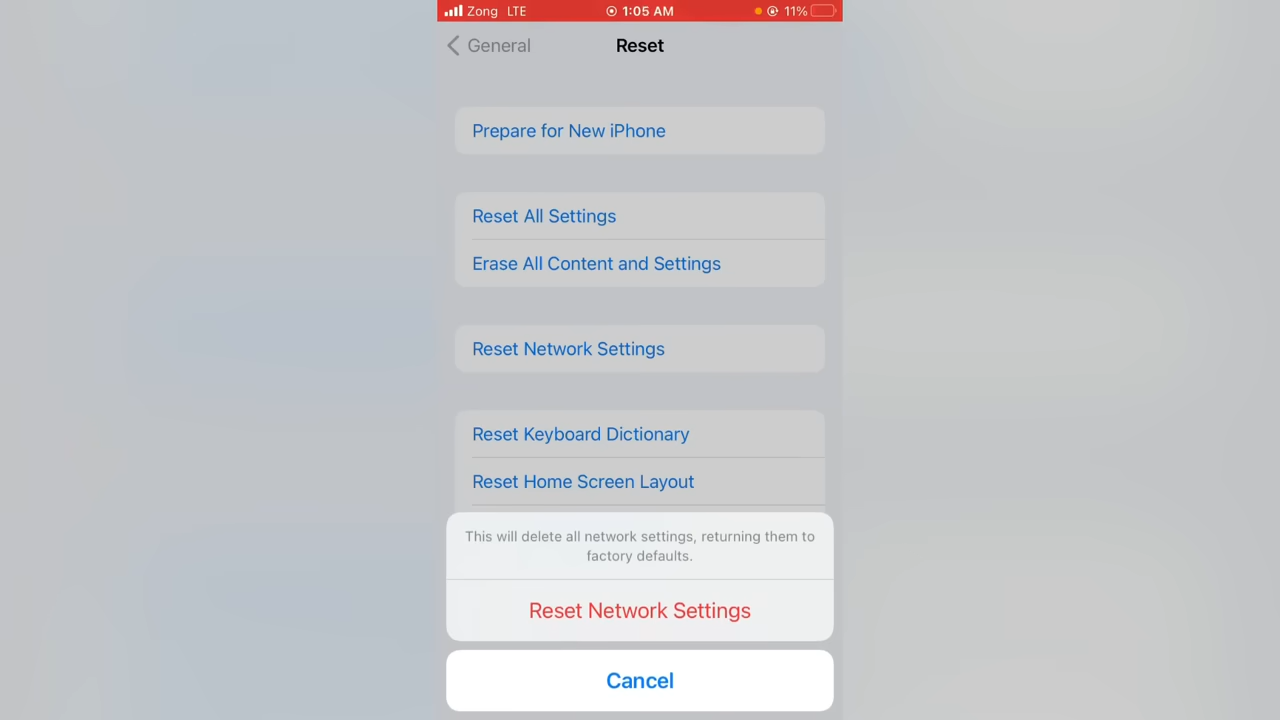 Zong LTE 1:05 AM 11%
General Reset
Prepare for New iPhone
Reset All Settings
Erase All Content and Settings
Reset Network Settings
Reset Keyboard Dictionary
Reset Home Screen Layout
This will delete all network settings, returning them to
factory defaults.
Reset Network Settings
Cancel